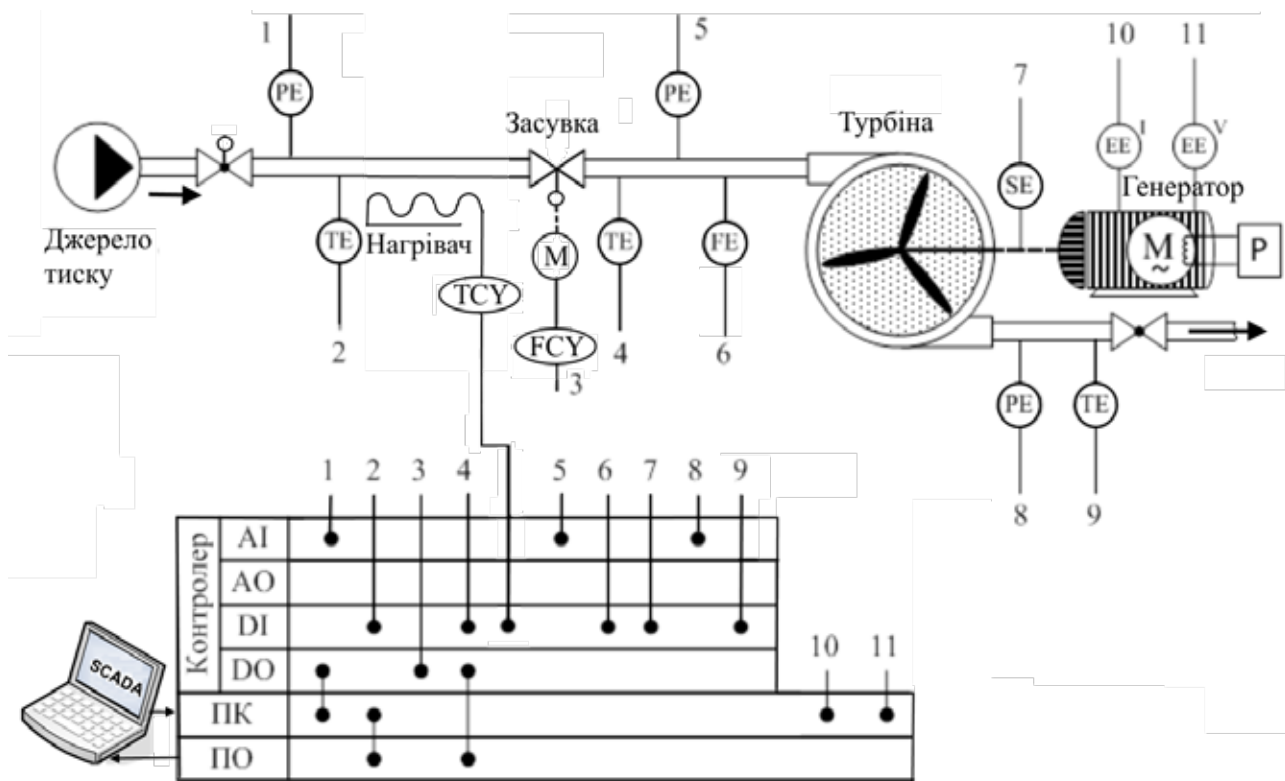 1
5
10
11
7
PE
PE
Засувка
Турбіна
EE I
EE V
SE
Генератор
Джерело
тиску
TE
Нагрівач
M
TE
FE
M
~
P
TCY
FCY
2
3
4
6
PE
TE
8
9
1
2
3
4
5
6
7
8
9
Контролер
AI
AO
DI
DO
10
11
SCADA
ПК
ПО